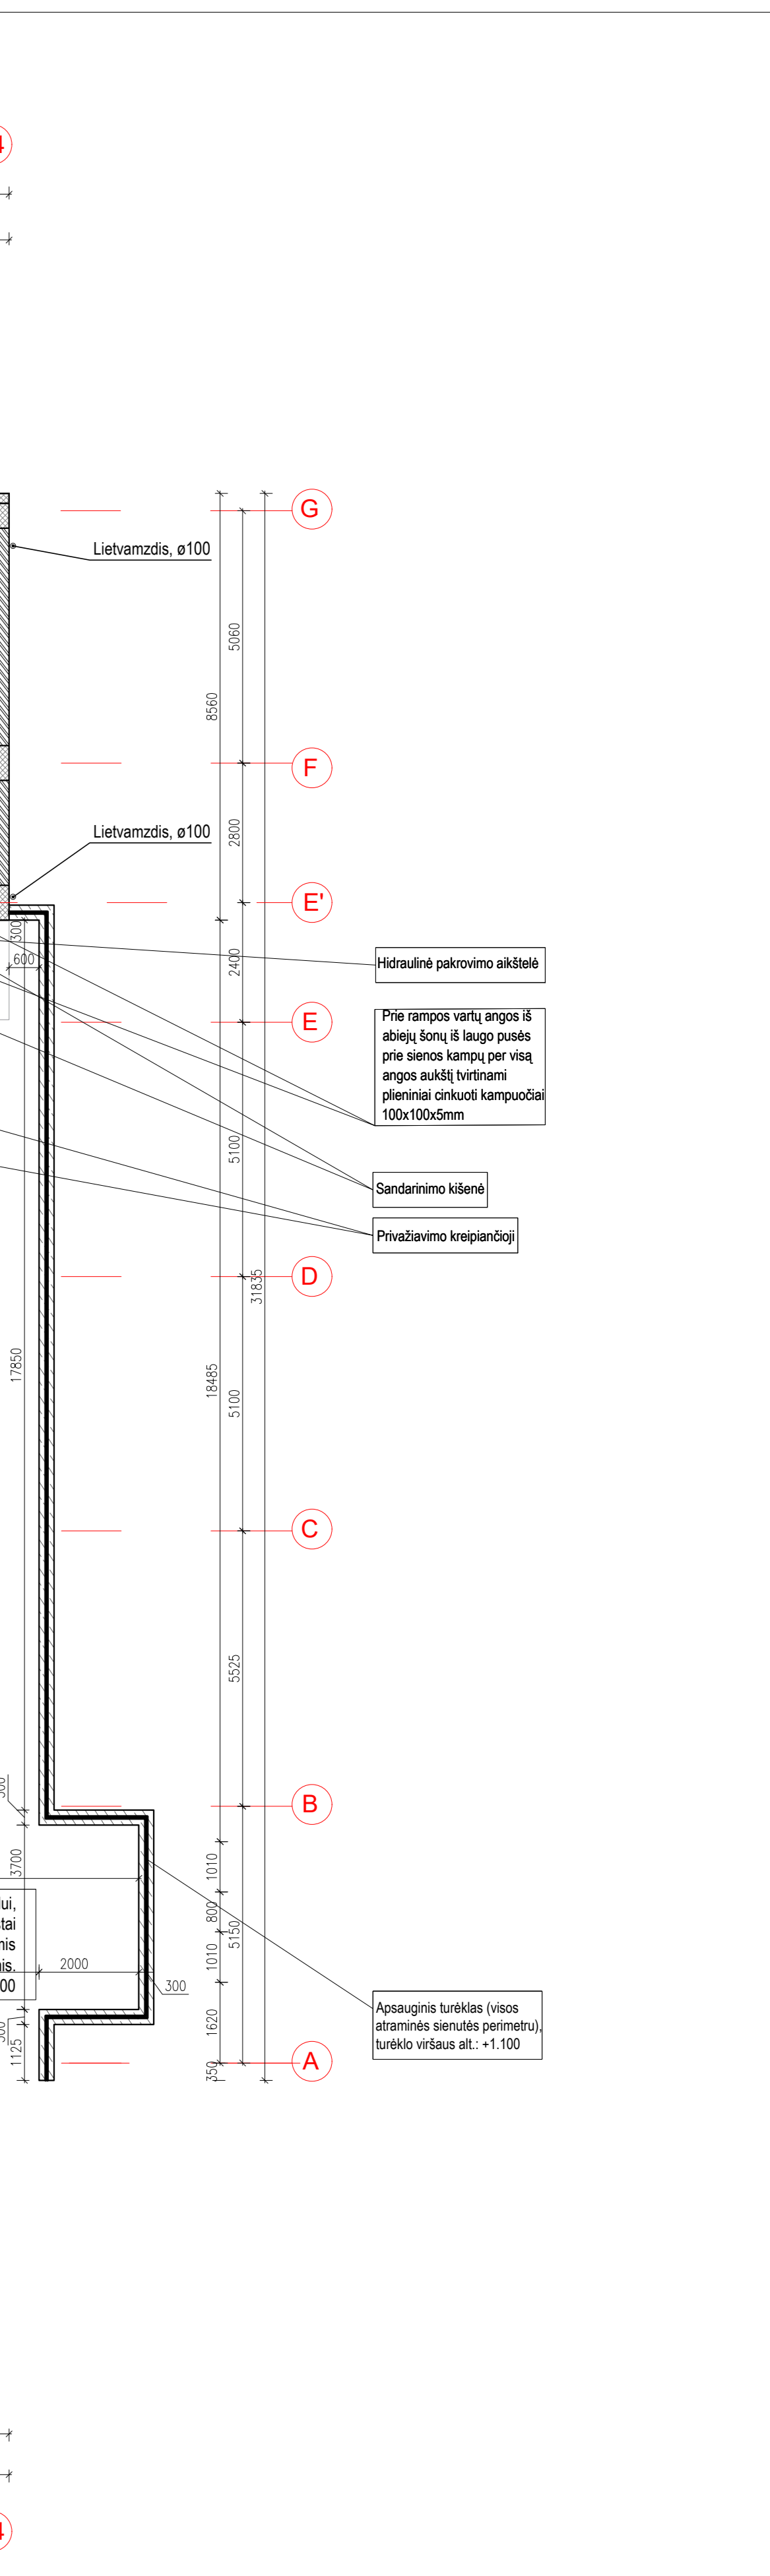 4
G
Lietvamzdis, ø100
5060
8560
F
Lietvamzdis, ø100
2800
E'
300
600
2400
Hidraulinė pakrovimo aikštelė
E
Prie rampos vartų angos iš
abiejų šonų iš laugo pusės
prie sienos kampų per visą
angos aukštį tvirtinami
plieniniai cinkuoti kampuočiai
100x100x5mm
5100
Sandarinimo kišenė
Privažiavimo kreipiančioji
D
31835
17850
18485
5100
C
5525
B
3700
1010
800
5150
1010
2000
300
1620
Apsauginis turėklas (visos
atraminės sienutės perimetru),
turėklo viršaus alt.: +1.100
1125
350
A
4